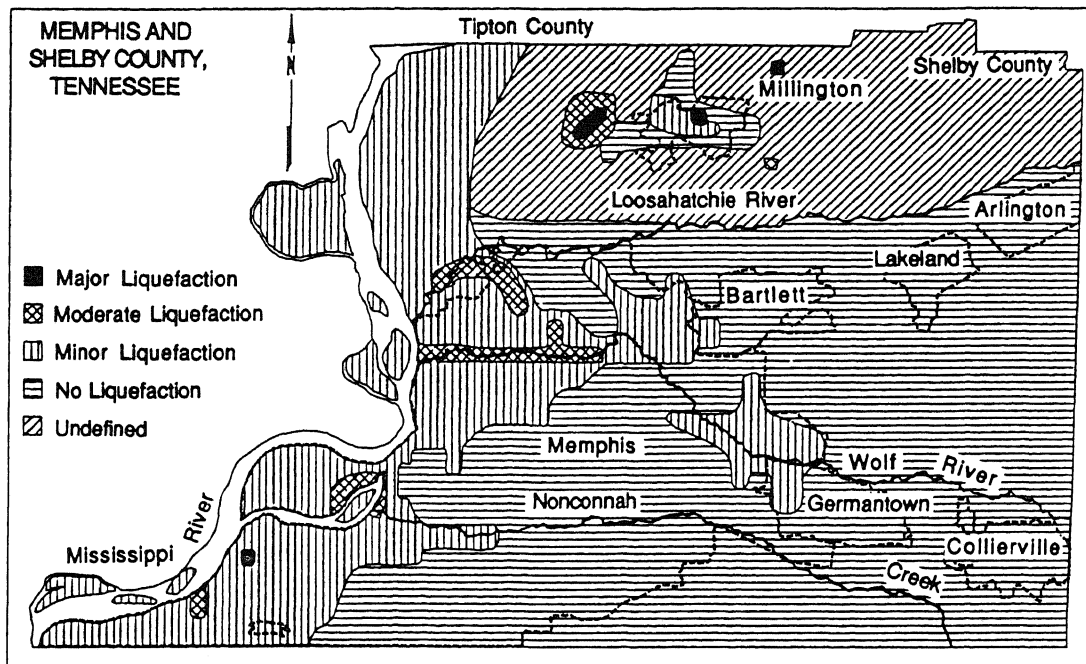 MEMPHIS AND
SHELBY COUNTY,
TENNESSEE
N
Tipton County
Shelby County
Millington
Loosahatchie River
Arlington
Lakeland
Bartlett
Major Liquefaction
Moderate Liquefaction
Minor Liquefaction
No Liquefaction
Undefined
Memphis
Wolf
River
Nonconnah
Germantown
Collierville
Creek
Mississippi
River